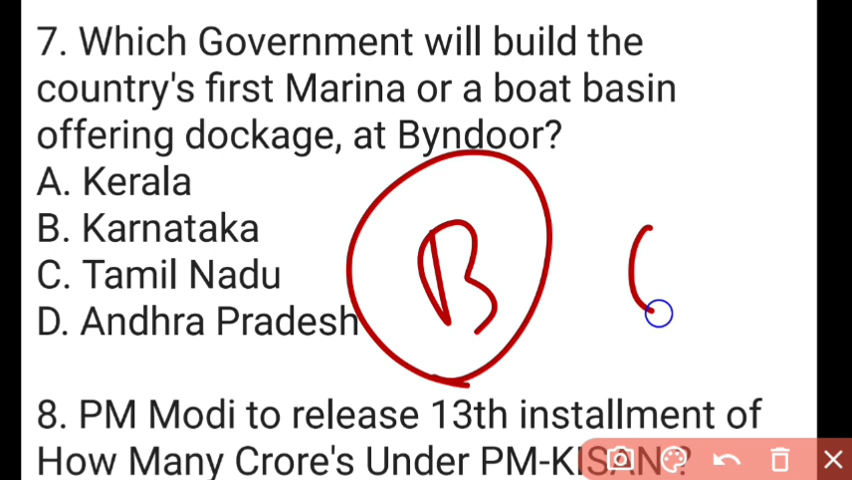 7. Which Government will build the
country's first Marina or a boat basin
offering dockage, at Byndoor?
A. Kerala
B. Karnataka
B
C. Tamil Nadu
D. Andhra Pradesh
8. PM Modi to release 13th installment of
How Many Crore's Under PM-KISAN ?